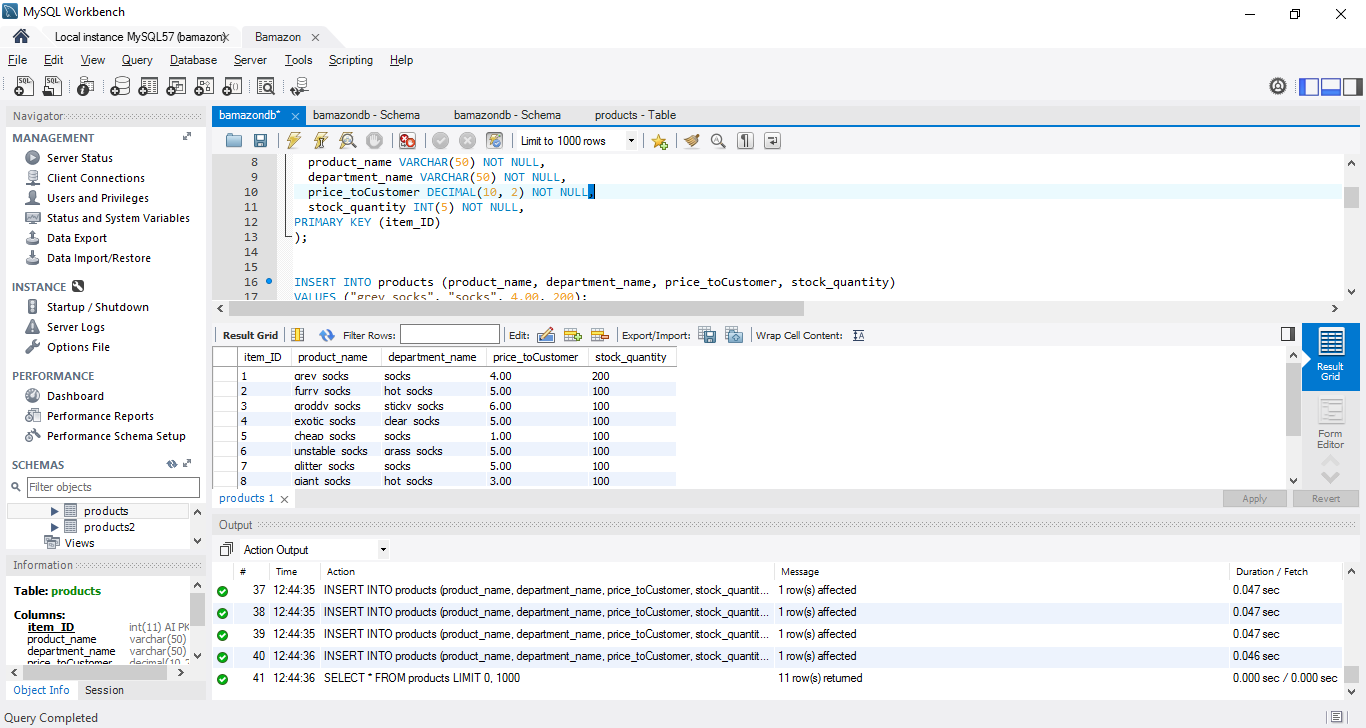 MySQL Workbench
Local instance MySQL57 (bamazon)
Bamazon
File Edit View Query Database Server Tools Scripting Help
Navigator
MANAGEMENT
Server Status
Client Connections
Users and Privileges
Status and System Variables
Data Export
Data Import/Restore
INSTANCE
Startup / Shutdown
Server Logs
Options File
PERFORMANCE
Dashboard
Performance Reports
Performance Schema Setup
SCHEMAS
Filter objects
products
products2
Views
Information
Table: products
Columns:
item_ID int(11) AI PK
product_name varchar(50)
department_name varchar(50)
price_toCustomer decimal(10,2
Object Info Session
Query Completed
bamazondb* bamazondb - Schema bamazondb - Schema products - Table
Limit to 1000 rows
8 product_name VARCHAR(50) NOT NULL,
9 department_name VARCHAR(50) NOT NULL,
10 price_toCustomer DECIMAL(10, 2) NOT NULL,
11 stock_quantity INT(5) NOT NULL,
12 PRIMARY KEY (item_ID)
13 );
14
15
16 INSERT INTO products (product_name, department_name, price_toCustomer, stock_quantity)
17 VALUES ("grey socks", "socks", 4.00, 200);
Result Grid Filter Rows: Edit: Export/Import: Wrap Cell Content:
item_ID product_name department_name price_toCustomer stock_quantity
1 grey socks socks 4.00 200
2 furry socks hot socks 5.00 100
3 groddy socks sticky socks 6.00 100
4 exotic socks clear socks 5.00 100
5 cheap socks socks 1.00 100
6 unstable socks grass socks 5.00 100
7 glitter socks socks 5.00 100
8 giant socks hot socks 3.00 100
Result Grid
Form Editor
products 1
Apply Revert
Output
Action Output
# Time Action Message Duration / Fetch
37 12:44:35 INSERT INTO products (product_name, department_name, price_toCustomer, stock_quantit... 1 row(s) affected 0.047 sec
38 12:44:35 INSERT INTO products (product_name, department_name, price_toCustomer, stock_quantit... 1 row(s) affected 0.047 sec
39 12:44:35 INSERT INTO products (product_name, department_name, price_toCustomer, stock_quantit... 1 row(s) affected 0.047 sec
40 12:44:36 INSERT INTO products (product_name, department_name, price_toCustomer, stock_quantit... 1 row(s) affected 0.046 sec
41 12:44:36 SELECT * FROM products LIMIT 0, 1000 11 row(s) returned 0.000 sec / 0.000 sec